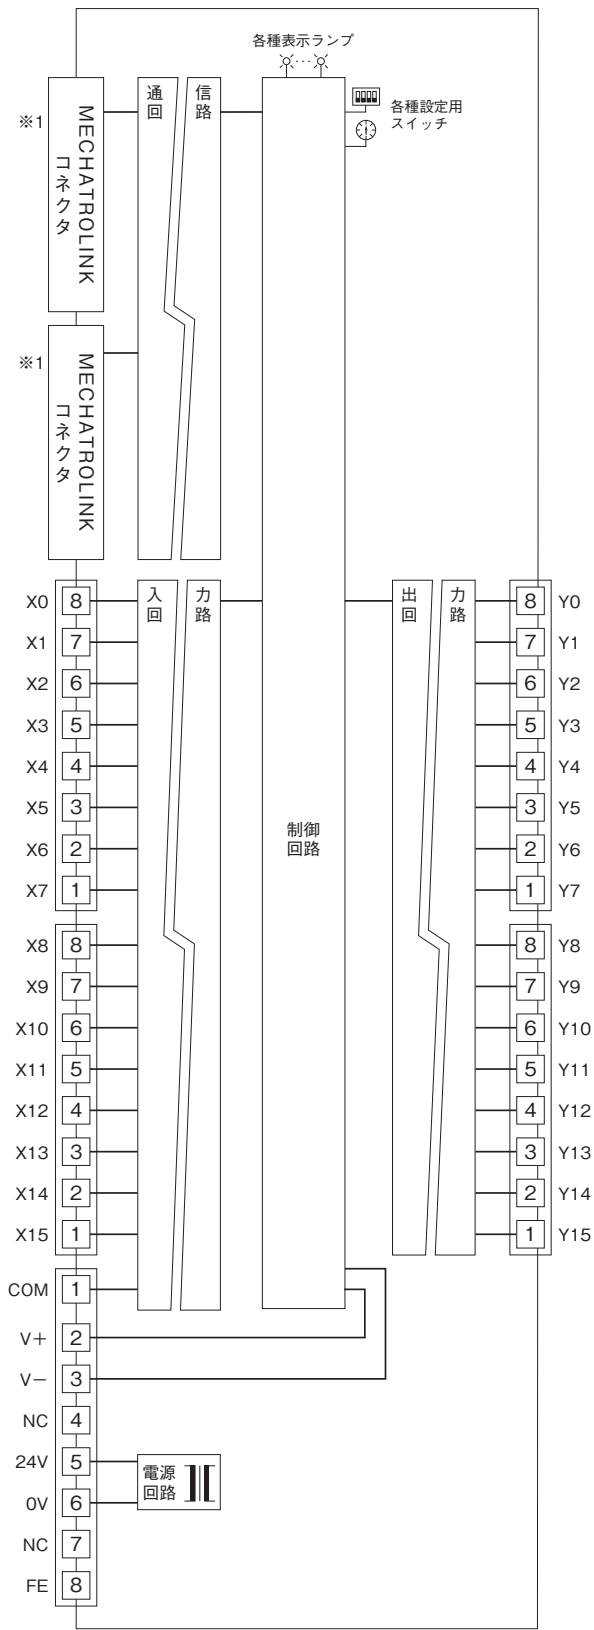 各種表示ランプ
各種設定用
スイッチ
※1
MECHATROLINK
コネクタ
通信
回路
※1
MECHATROLINK
コネクタ
制御
回路
入力
回路
出力
回路
X0 8
X1 7
X2 6
X3 5
X4 4
X5 3
X6 2
X7 1
X8 8
X9 7
X10 6
X11 5
X12 4
X13 3
X14 2
X15 1
8 Y0
7 Y1
6 Y2
5 Y3
4 Y4
3 Y5
2 Y6
1 Y7
8 Y8
7 Y9
6 Y10
5 Y11
4 Y12
3 Y13
2 Y14
1 Y15
COM 1
V+ 2
V− 3
NC 4
24V 5
0V 6
NC 7
FE 8
電源
回路